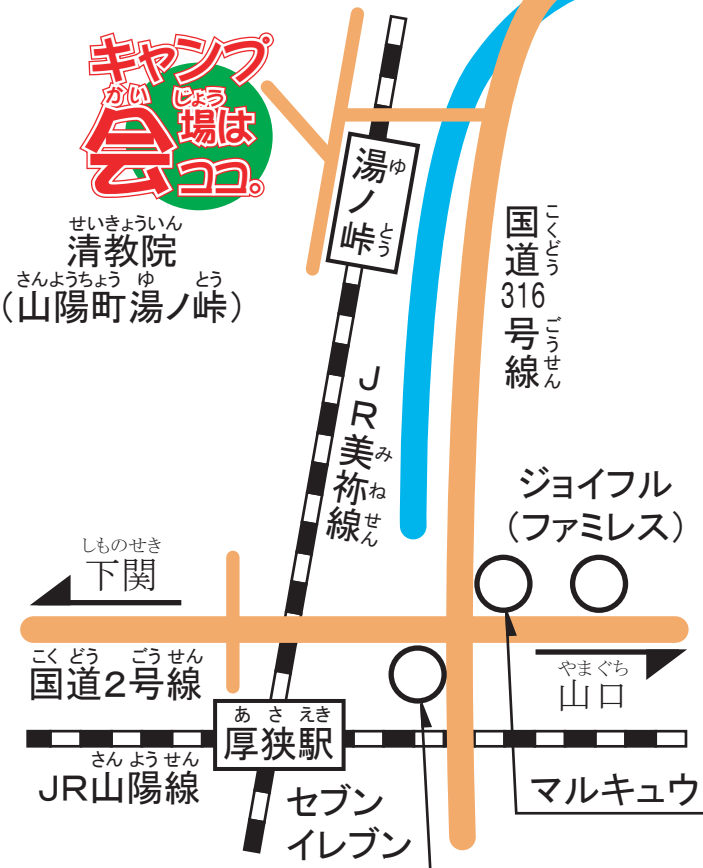 キャンプ
かい じょう
会場は
ココ。
せいきょういん
清教院
さんようちょう ゆ とう
（山陽町湯ノ峠）
湯ノ峠
ゆ とう
国道316号線
こくどう ごうせん
JR美祢線
みねせん
ジョイフル
（ファミレス）
しものせき
下関
こくどう ごうせん
国道2号線
やまぐち
山口
あさえき
厚狭駅
さんようせん
JR山陽線
セブン
イレブン
マルキュウ